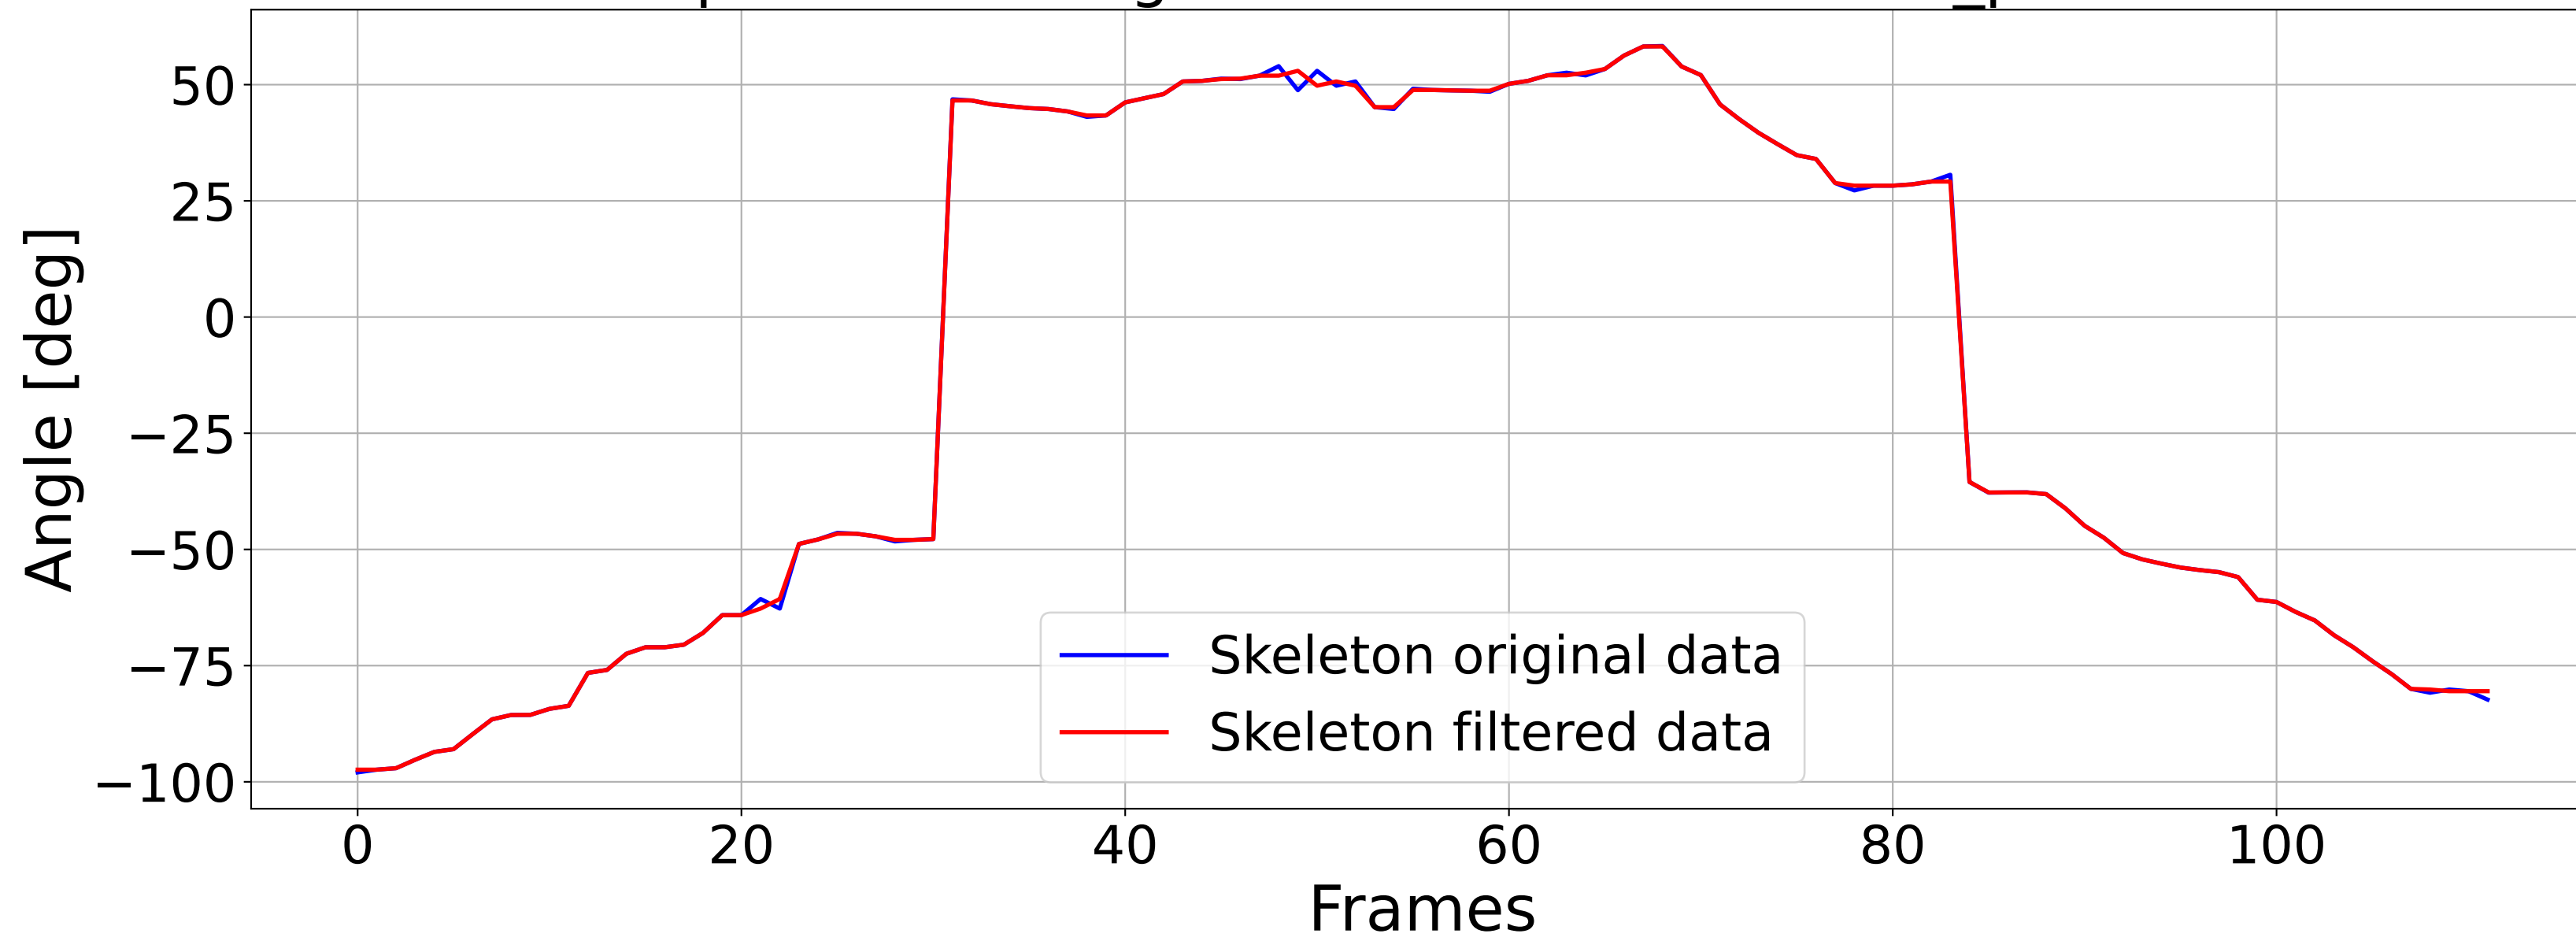 50
25
0
−25
−50
−75
−100
Angle [deg]
Skeleton original data
Skeleton filtered data
0 20 40 60 80 100
Frames